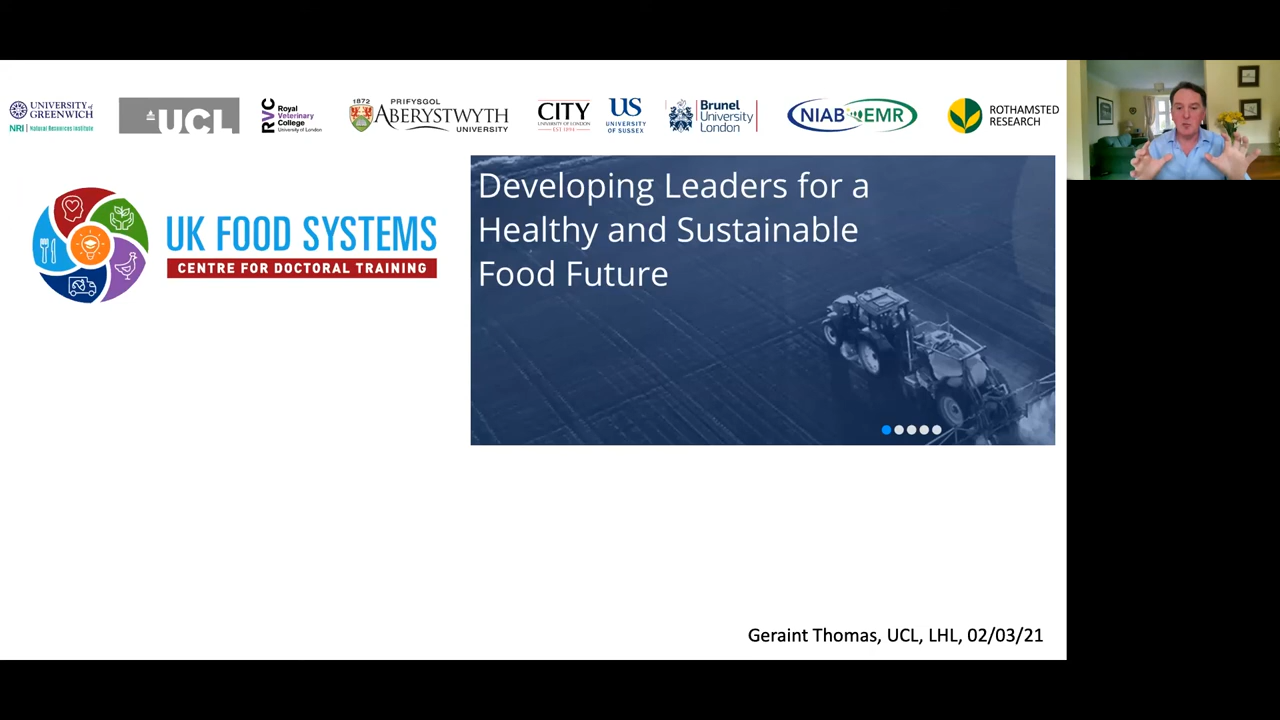 UNIVERSITY of
GREENWICH
NRI | Natural Resources Institute
UCL
RVC
Royal
Veterinary
College
University of London
1872
PRIFYSGOL
ABERYSTWYTH
UNIVERSITY
CITY
UNIVERSITY OF LONDON
EST 1894
US
UNIVERSITY
OF SUSSEX
Brunel
University
London
NIAB EMR
ROTHAMSTED
RESEARCH
UK FOOD SYSTEMS
CENTRE FOR DOCTORAL TRAINING
Developing Leaders for a
Healthy and Sustainable
Food Future
Geraint Thomas, UCL, LHL, 02/03/21